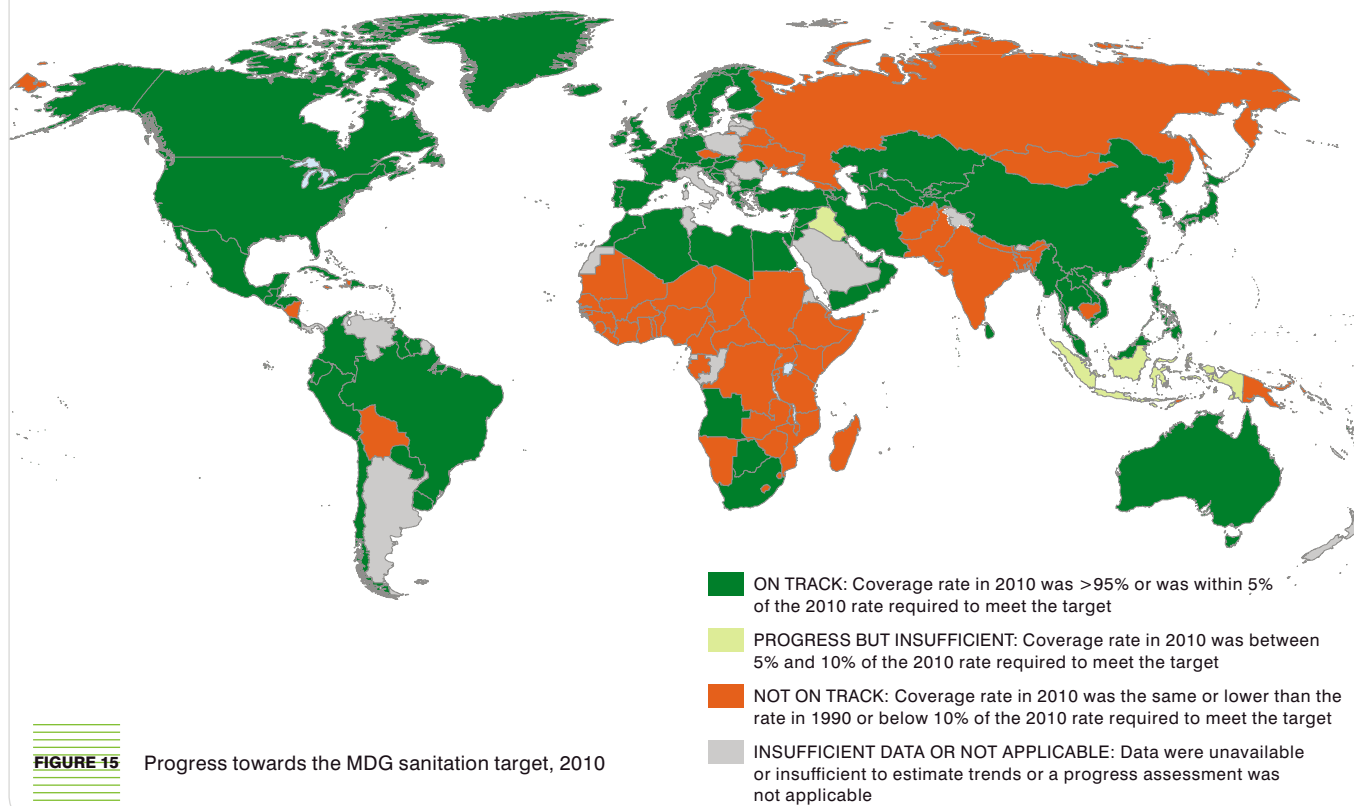 ON TRACK: Coverage rate in 2010 was >95% or was within 5%
of the 2010 rate required to meet the target
PROGRESS BUT INSUFFICIENT: Coverage rate in 2010 was between
5% and 10% of the 2010 rate required to meet the target
NOT ON TRACK: Coverage rate in 2010 was the same or lower than the
rate in 1990 or below 10% of the 2010 rate required to meet the target
INSUFFICIENT DATA OR NOT APPLICABLE: Data were unavailable
or insufficient to estimate trends or a progress assessment was
not applicable
FIGURE 15 Progress towards the MDG sanitation target, 2010